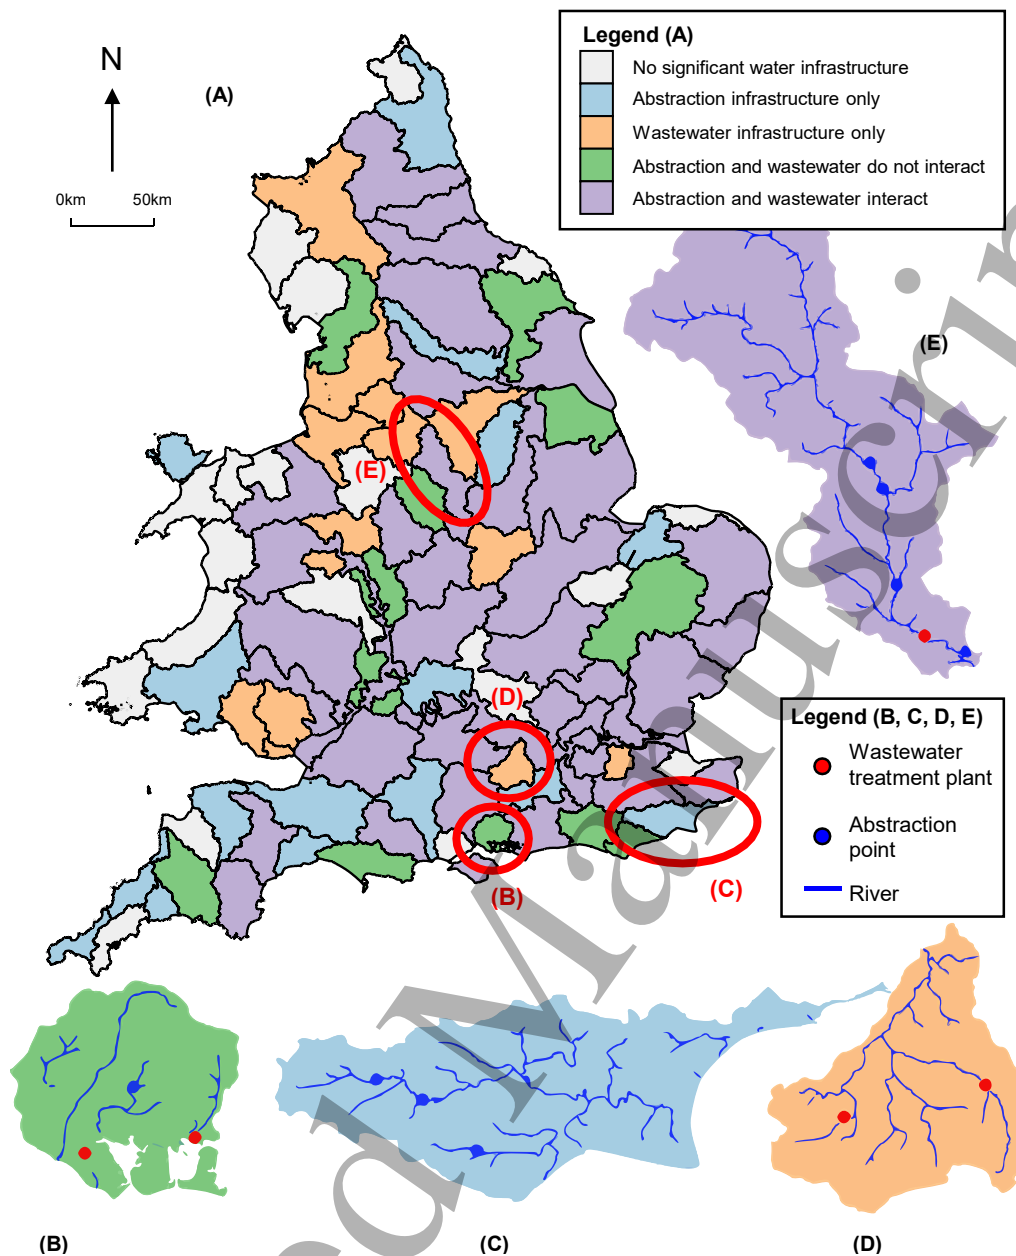 Legend (A)
No significant water infrastructure
Abstraction infrastructure only
Wastewater infrastructure only
Abstraction and wastewater do not interact
Abstraction and wastewater interact
N
(A)
0km 50km
(E)
(E)
(D)
Legend (B, C, D, E)
Wastewater
treatment plant
Abstraction
point
River
(B)
(C)
(B)
(C)
(D)
d Manuscrip